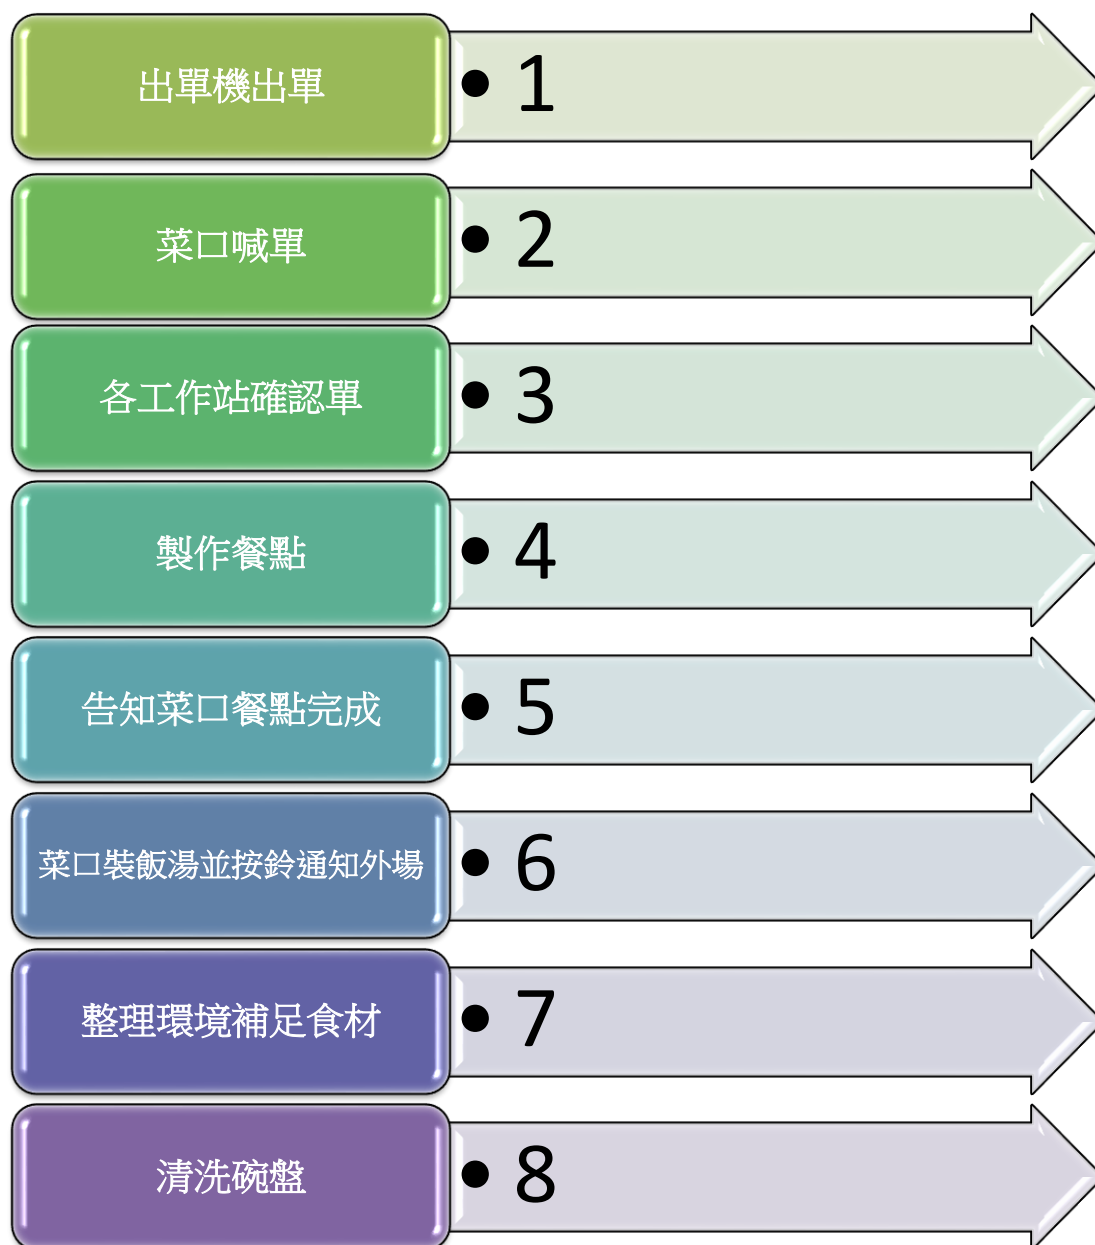 出單機出單
• 1
菜口喊單
• 2
各工作站確認單
• 3
製作餐點
• 4
告知菜口餐點完成
• 5
菜口裝飯湯並按鈴通知外場
• 6
整理環境補足食材
• 7
清洗碗盤
• 8